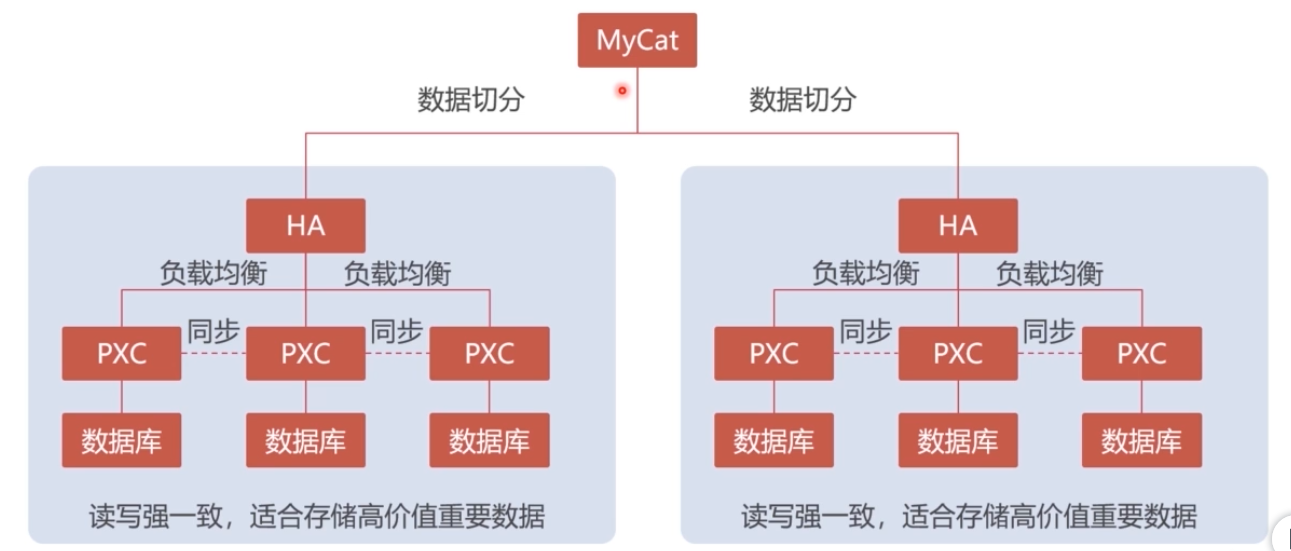 MyCat
数据切分 数据切分
HA HA
负载均衡 负载均衡 负载均衡 负载均衡
同步 同步 同步 同步
PXC PXC PXC PXC PXC PXC
数据库 数据库 数据库 数据库 数据库 数据库
读写强一致，适合存储高价值重要数据 读写强一致，适合存储高价值重要数据